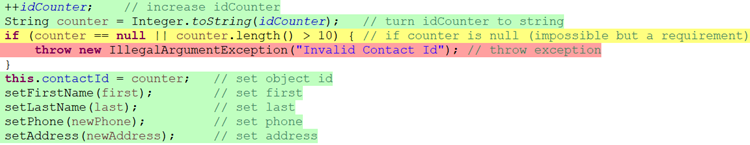 ++idCounter;    // increase idCounter
String counter = Integer.toString(idCounter);   // turn idCounter to string
if (counter == null || counter.length() > 10) { // if counter is null (impossible but a requirement)
    throw new IllegalArgumentException("Invalid Contact Id"); // throw exception
}
this.contactId = counter;   // set object id
setFirstName(first);        // set first
setLastName(last);          // set last
setPhone(newPhone);         // set phone
setAddress(newAddress);     // set address